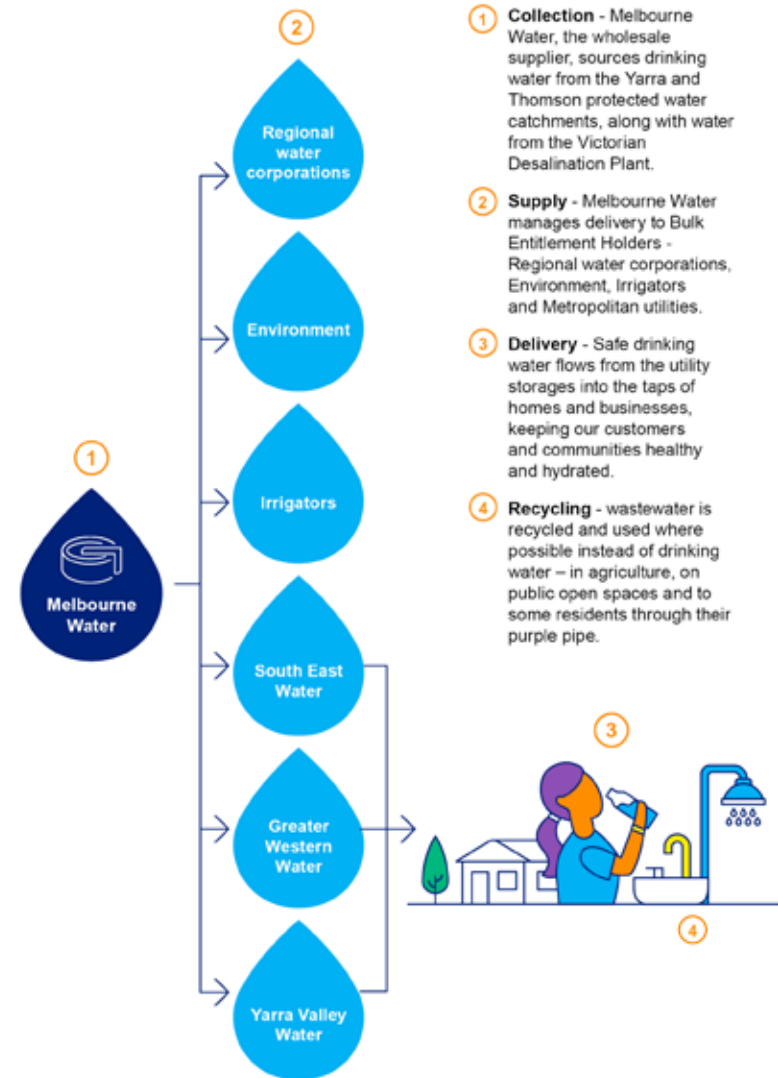 2
Regional
water
corporations
Environment
Irrigators
1
Melbourne
Water
South East
Water
Greater
Western
Water
Yarra Valley
Water
1 Collection - Melbourne
Water, the wholesale
supplier, sources drinking
water from the Yarra and
Thomson protected water
catchments, along with water
from the Victorian
Desalination Plant.
2 Supply - Melbourne Water
manages delivery to Bulk
Entitlement Holders -
Regional water corporations,
Environment, Irrigators
and Metropolitan utilities.
3 Delivery - Safe drinking
water flows from the utility
storages into the taps of
homes and businesses,
keeping our customers
and communities healthy
and hydrated.
4 Recycling - wastewater is
recycled and used where
possible instead of drinking
water – in agriculture, on
public open spaces and to
some residents through their
purple pipe.
3
4